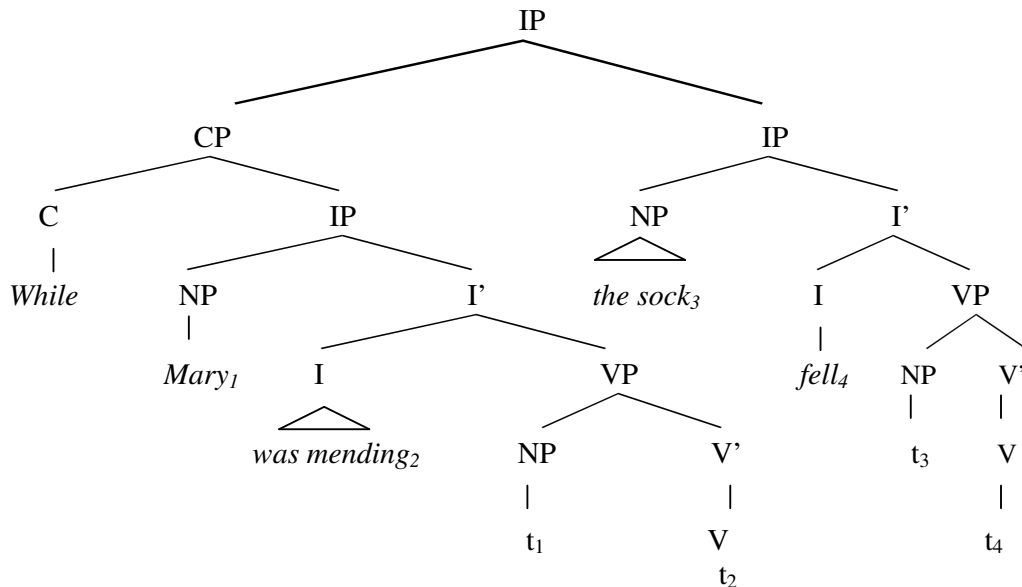 IP
CP IP
C IP NP I’
While NP I’ the sock₃ I VP
Mary₁ I VP fell₄ NP V’
was mending₂ NP V’ t₃ V
t₁ V t₄
t₂